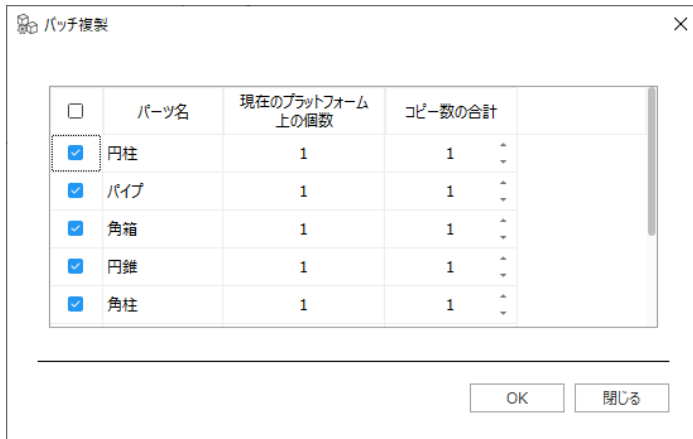 バッチ複製
パーツ名 現在のプラットフォーム上の個数 コピー数の合計
円柱 1 1
パイプ 1 1
角箱 1 1
円錐 1 1
角柱 1 1
OK 閉じる